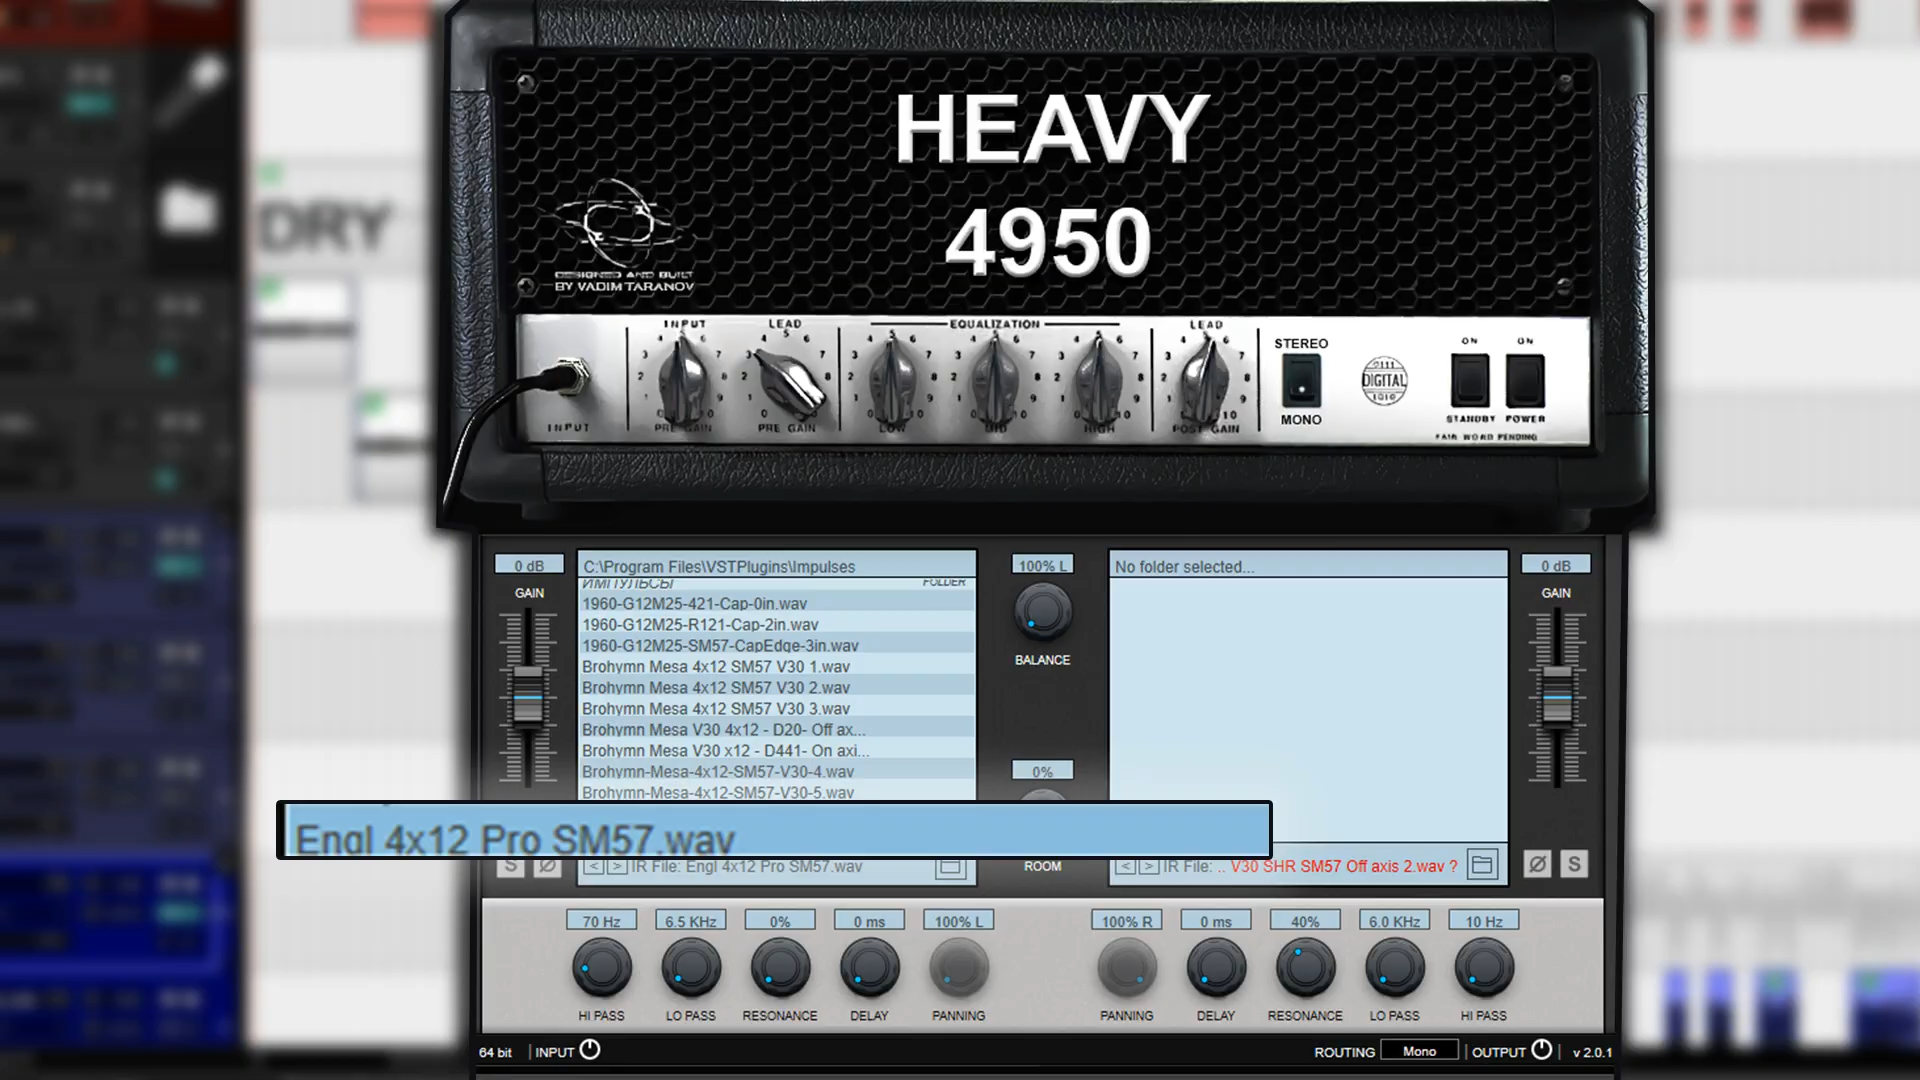 DRY
HEAVY
4950
DESIGNED AND BUILT
BY VADIM TARANOV
INPUT LEAD EQUALIZATION LEAD
STEREO
ON ON
0111
DIGITAL
1010
MONO
INPUT PRE GAIN PRE GAIN LOW MID HIGH POST GAIN
STANDBY POWER
FAIR WORD PENDING
0 dB
GAIN
C:\Program Files\VSTPlugins\Impulses
ИМПУЛЬСЫ FOLDER
1960-G12M25-421-Cap-0in.wav
1960-G12M25-R121-Cap-2in.wav
1960-G12M25-SM57-CapEdge-3in.wav
Brohymn Mesa 4x12 SM57 V30 1.wav
Brohymn Mesa 4x12 SM57 V30 2.wav
Brohymn Mesa 4x12 SM57 V30 3.wav
Brohymn Mesa V30 4x12 - D20- Off ax...
Brohymn Mesa V30 x12 - D441- On axi...
Brohymn-Mesa-4x12-SM57-V30-4.wav
Brohymn-Mesa-4x12-SM57-V30-5.wav
Engl 4x12 Pro SM57.wav
S Ø < > IR File: Engl 4x12 Pro SM57.wav
100% L
BALANCE
0%
ROOM
No folder selected...
< > IR File: .. V30 SHR SM57 Off axis 2.wav ?
0 dB
GAIN
Ø S
70 Hz 6.5 KHz 0% 0 ms 100% L 100% R 0 ms 40% 6.0 KHz 10 Hz
HI PASS LO PASS RESONANCE DELAY PANNING PANNING DELAY RESONANCE LO PASS HI PASS
64 bit | INPUT ROUTING Mono | OUTPUT | v 2.0.1